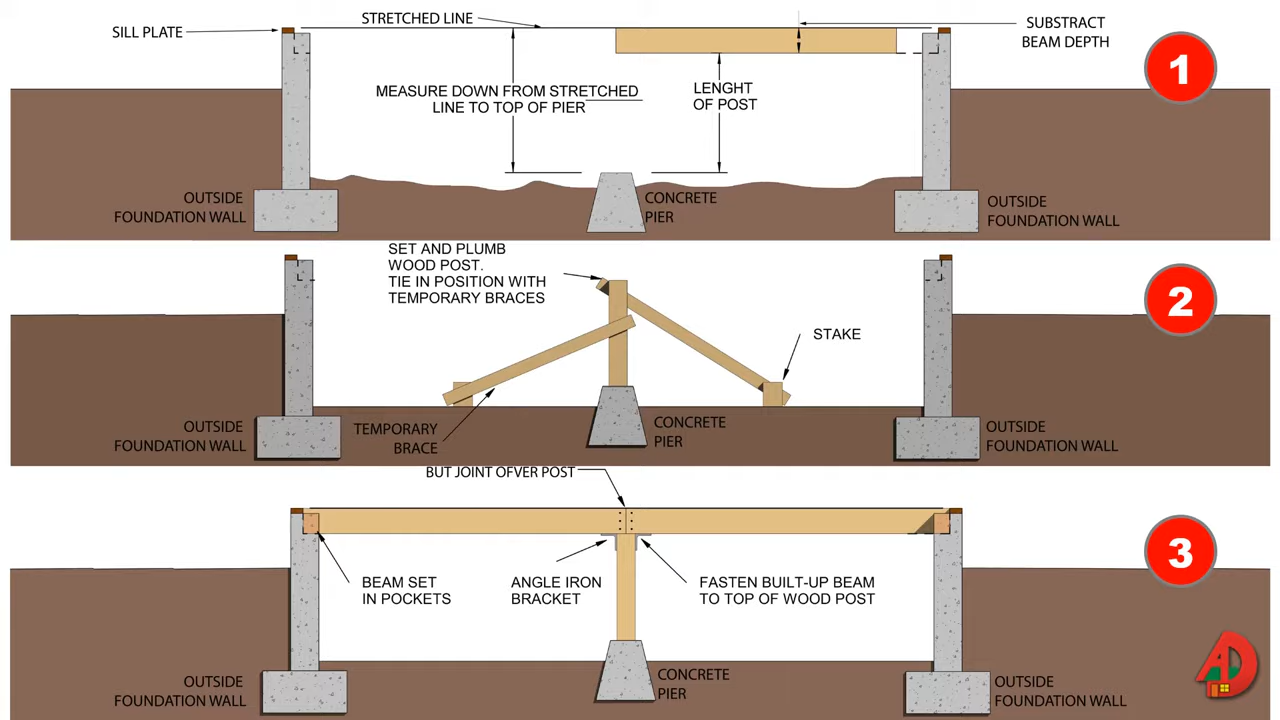 STRETCHED LINE
SILL PLATE
SUBSTRACT
BEAM DEPTH
1
MEASURE DOWN FROM STRETCHED
LINE TO TOP OF PIER
LENGHT
OF POST
OUTSIDE
FOUNDATION WALL
CONCRETE
PIER
OUTSIDE
FOUNDATION WALL
SET AND PLUMB
WOOD POST.
TIE IN POSITION WITH
TEMPORARY BRACES
2
STAKE
TEMPORARY
BRACE
OUTSIDE
FOUNDATION WALL
CONCRETE
PIER
OUTSIDE
FOUNDATION WALL
BUT JOINT OFVER POST
3
BEAM SET
IN POCKETS
ANGLE IRON
BRACKET
FASTEN BUILT-UP BEAM
TO TOP OF WOOD POST
OUTSIDE
FOUNDATION WALL
CONCRETE
PIER
OUTSIDE
FOUNDATION WALL
AD